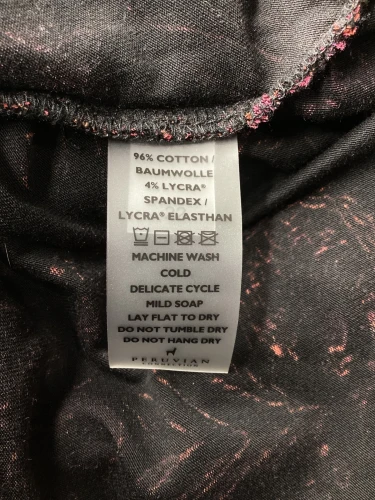 96% COTTON /
BAUMWOLLE
4% LYCRA®
SPANDEX /
LYCRA® ELASTHAN
MACHINE WASH
COLD
DELICATE CYCLE
MILD SOAP
LAY FLAT TO DRY
DO NOT TUMBLE DRY
DO NOT HANG DRY
PERUVIAN
CONNECTION